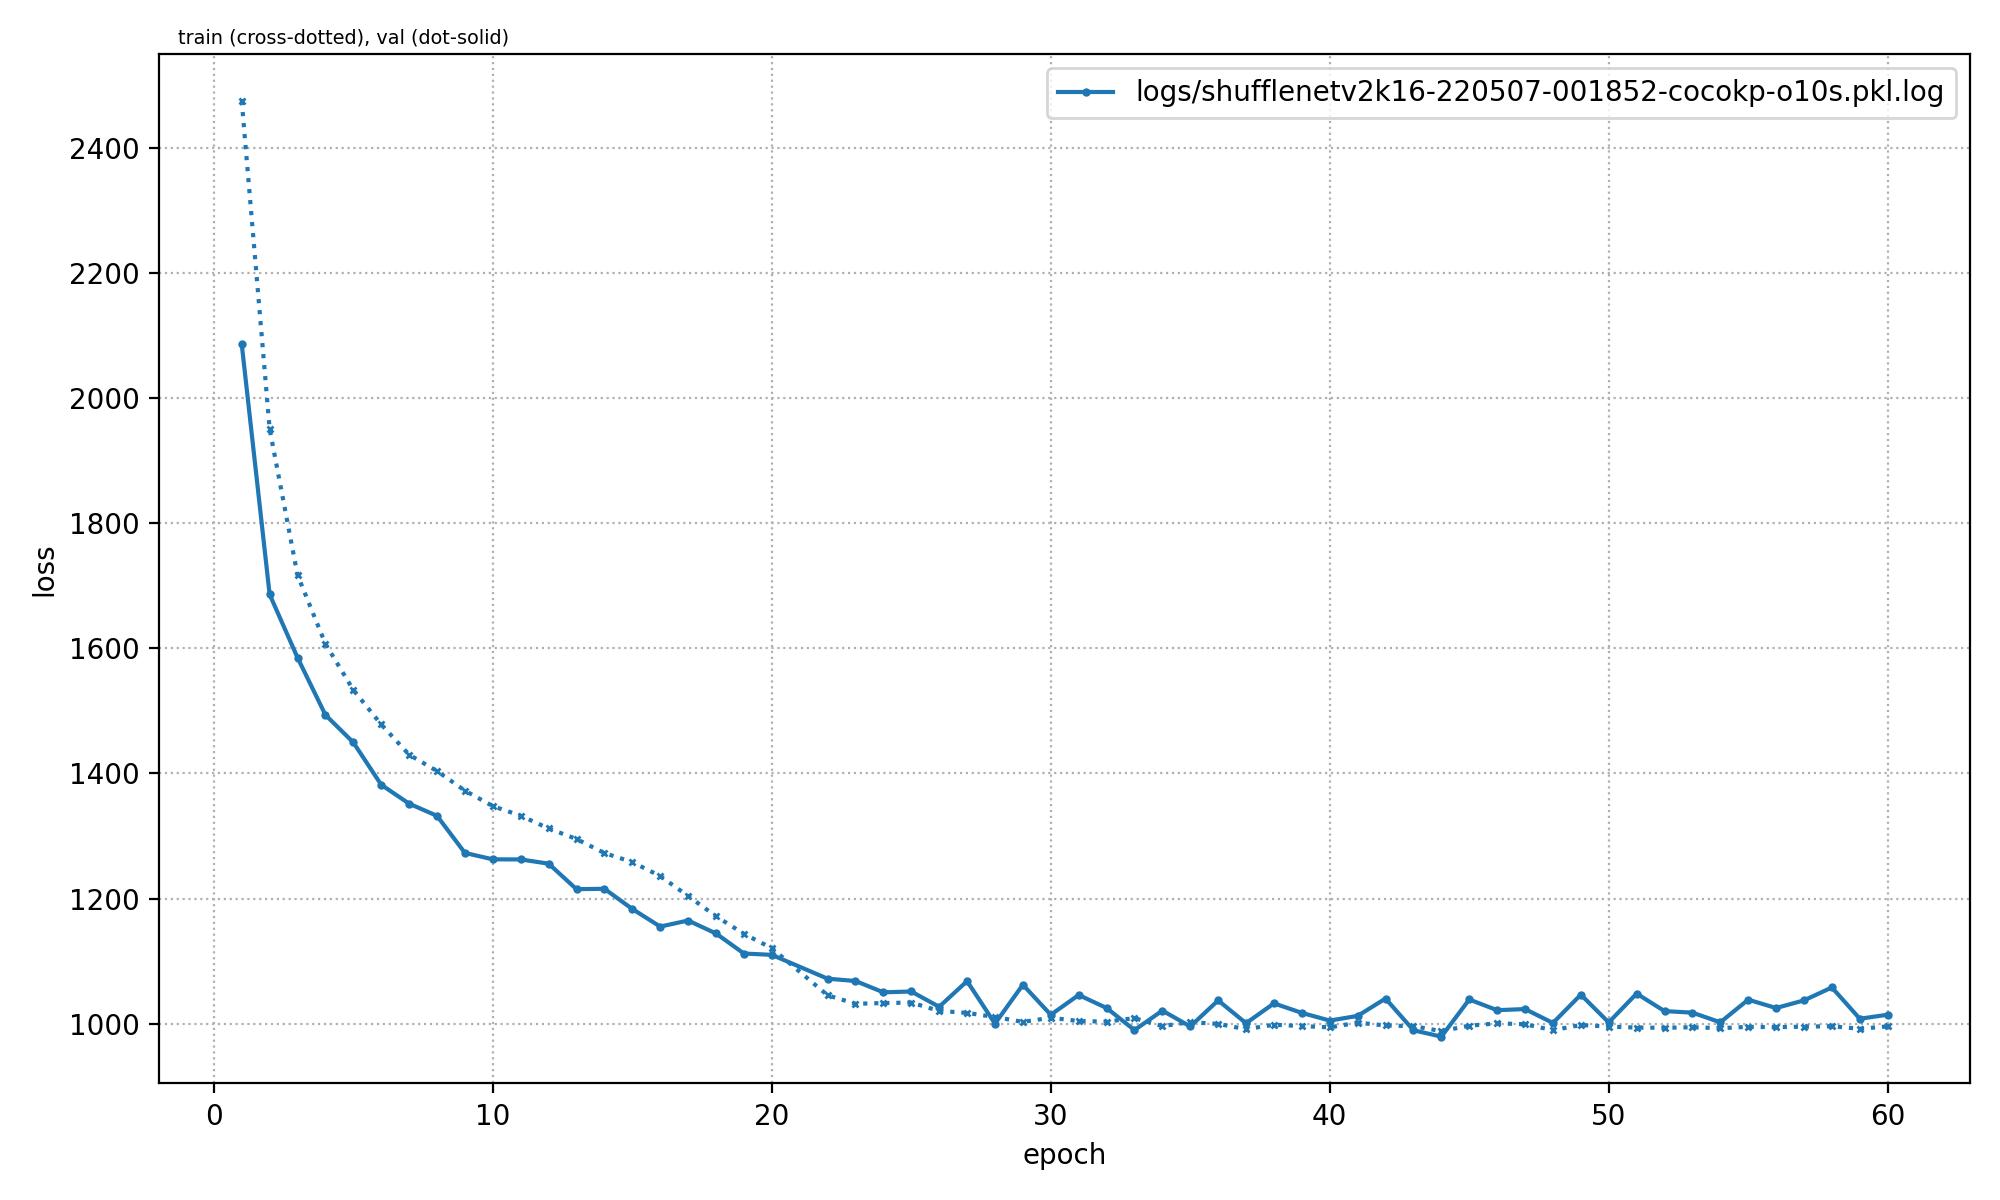 train (cross-dotted), val (dot-solid)
logs/shufflenetv2k16-220507-001852-cocokp-o10s.pkl.log
2400
2200
2000
1800
1600
1400
1200
1000
loss
0 10 20 30 40 50 60
epoch